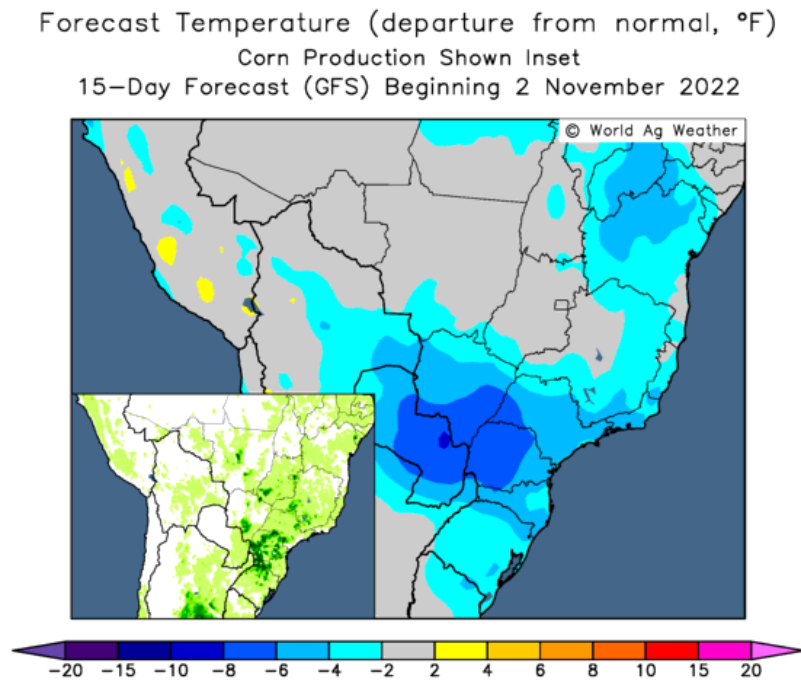 Forecast Temperature (departure from normal, °F)
Corn Production Shown Inset
15-Day Forecast (GFS) Beginning 2 November 2022
© World Ag Weather
-20 -15 -10 -8 -6 -4 -2 2 4 6 8 10 15 20